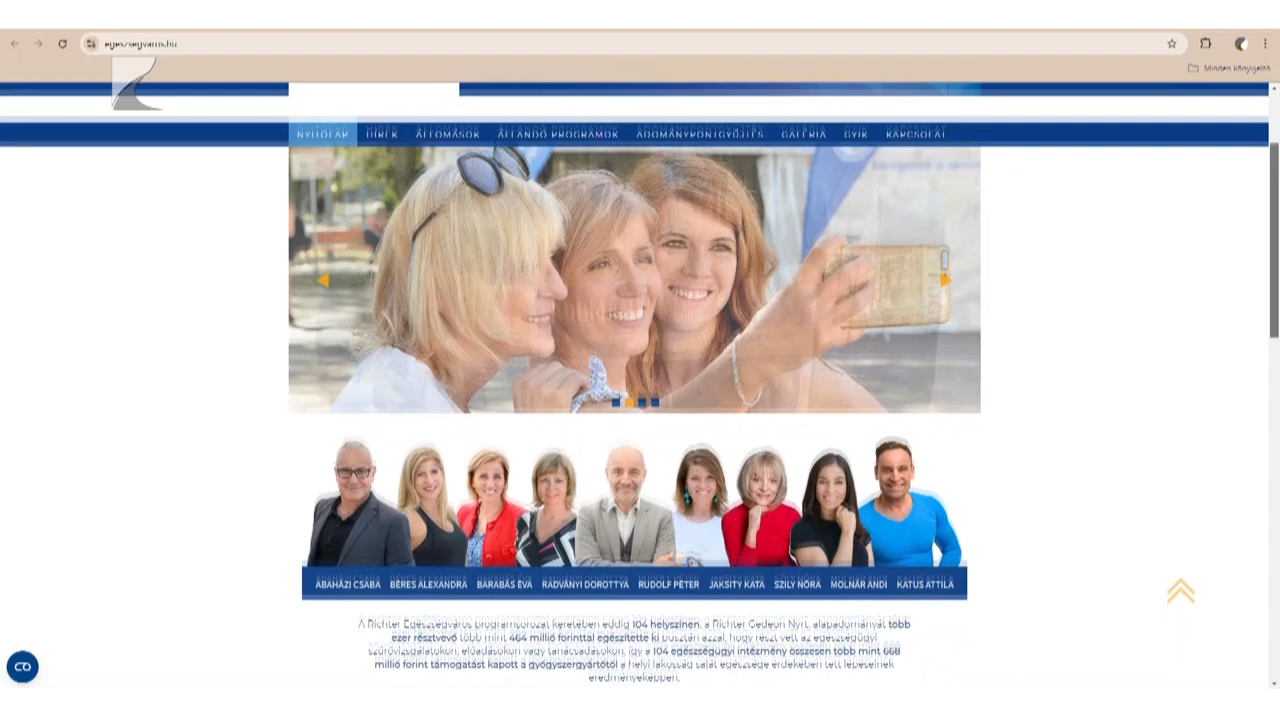 egeszsegvaros.hu
Minden könyvjelző
NYITÓLAP HÍREK ÁLLOMÁSOK ÁLLANDÓ PROGRAMOK ADOMÁNYPONTGYŰJTÉS GALÉRIA GYIK KAPCSOLAT
ABAHÁZI CSABA BÉRES ALEXANDRA BARABÁS ÉVA RADVÁNYI DOROTTYA RUDOLF PÉTER JAKSITY KATA SZILY NÓRA MOLNÁR ANDI KATUS ATTILA
A Richter Egészségváros programsorozat keretében eddig 104 helyszínen, a Richter Gedeon Nyrt. alapadományát több
ezer résztvevő több mint 464 millió forinttal egészítette ki pusztán azzal, hogy részt vett az egészségügyi
szűrővizsgálatokon, előadásokon vagy tanácsadásokon, így a 104 egészségügyi intézmény összesen több mint 668
millió forint támogatást kapott a gyógyszergyártótól a helyi lakosság saját egészsége érdekében tett lépéseinek
eredményeképpen.